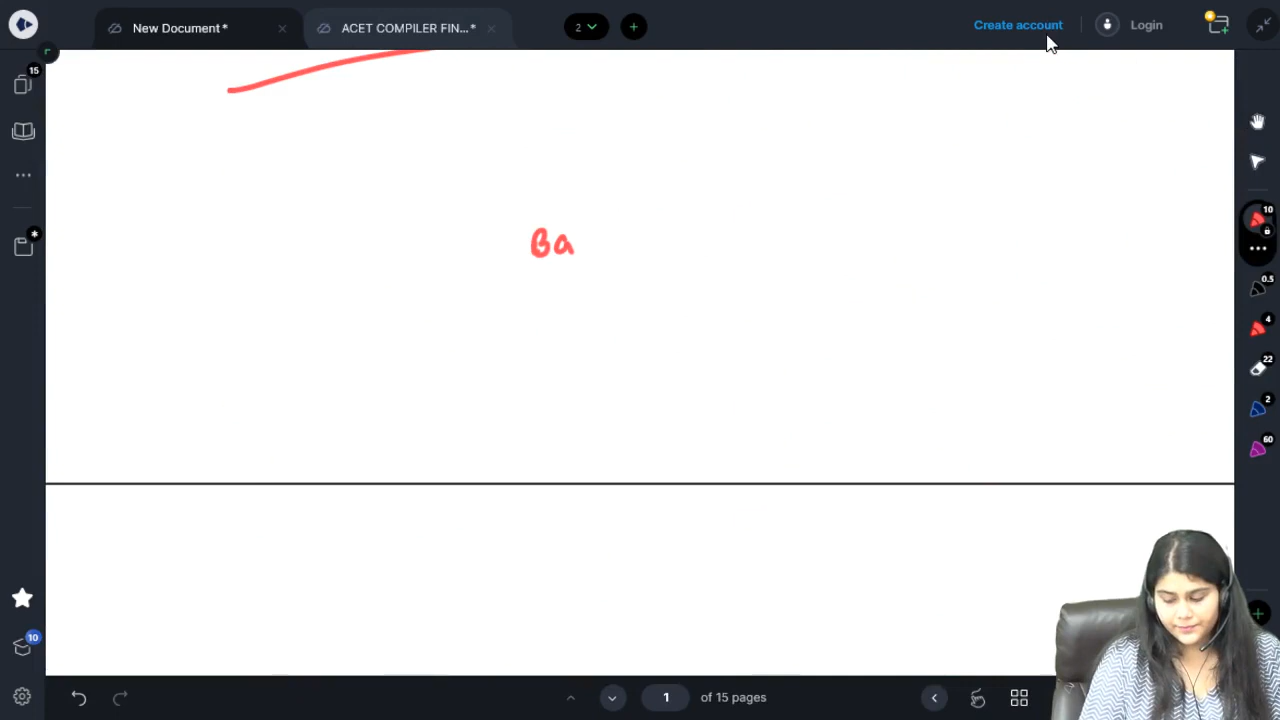 New Document*
ACET COMPILER FIN...*
2
Create account
Login
15
10
0.5
4
22
2
60
Ba
10
1
of 15 pages